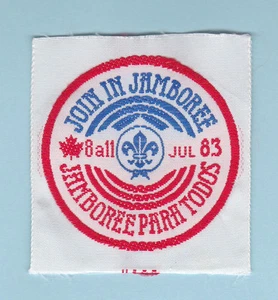 JOIN IN JAMBOREE
8all JUL 83
JAMBOREE PARA TODOS